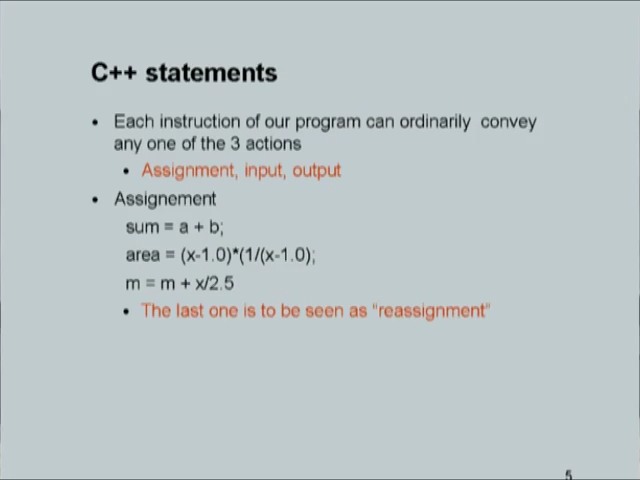 C++ statements
• Each instruction of our program can ordinarily convey
any one of the 3 actions
• Assignment, input, output
• Assignement
sum = a + b;
area = (x-1.0)*(1/(x-1.0);
m = m + x/2.5
• The last one is to be seen as "reassignment"
5